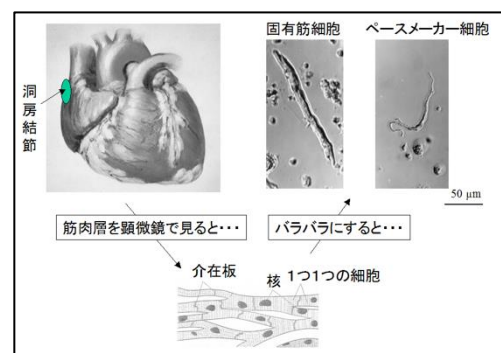 固有筋細胞
ペースメーカー細胞
洞房結節
50 µm
筋肉層を顕微鏡で見ると・・・
バラバラにすると・・・
介在板
核
1つ1つの細胞